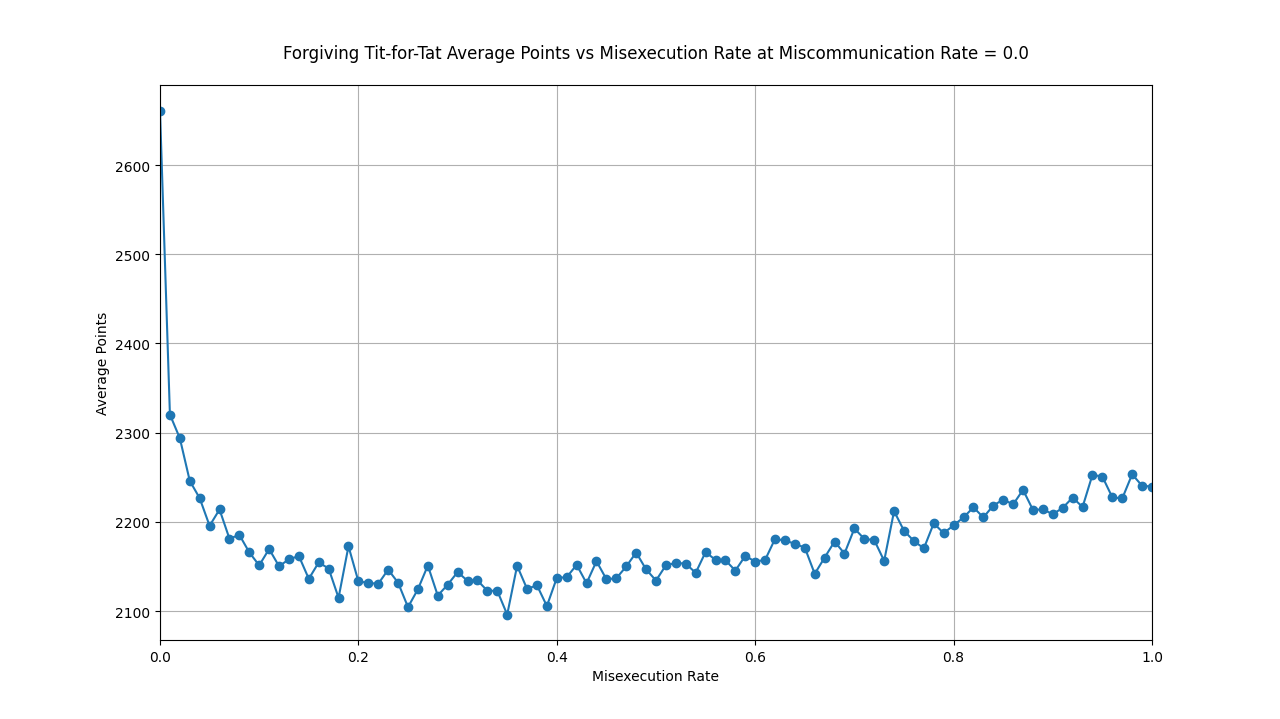 Forgiving Tit-for-Tat Average Points vs Misexecution Rate at Miscommunication Rate = 0.0
2600
2500
2400
2300
2200
2100
Average Points
0.0 0.2 0.4 0.6 0.8 1.0
Misexecution Rate